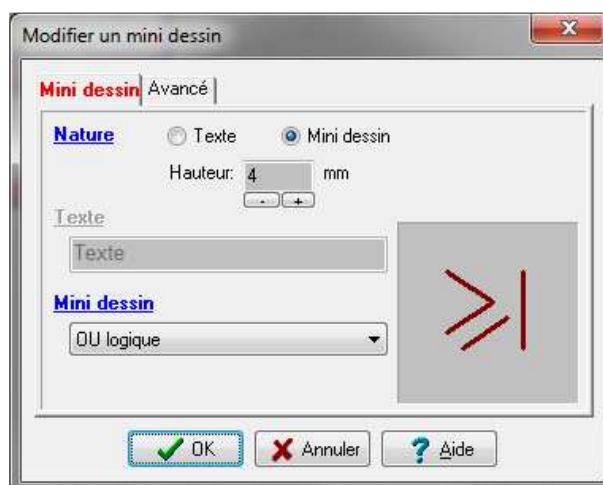 Modifier un mini dessin
Mini dessin Avancé
Nature Texte Mini dessin
Hauteur: 4 mm
- +
Texte
Texte
Mini dessin
OU logique
≥|
OK Annuler Aide